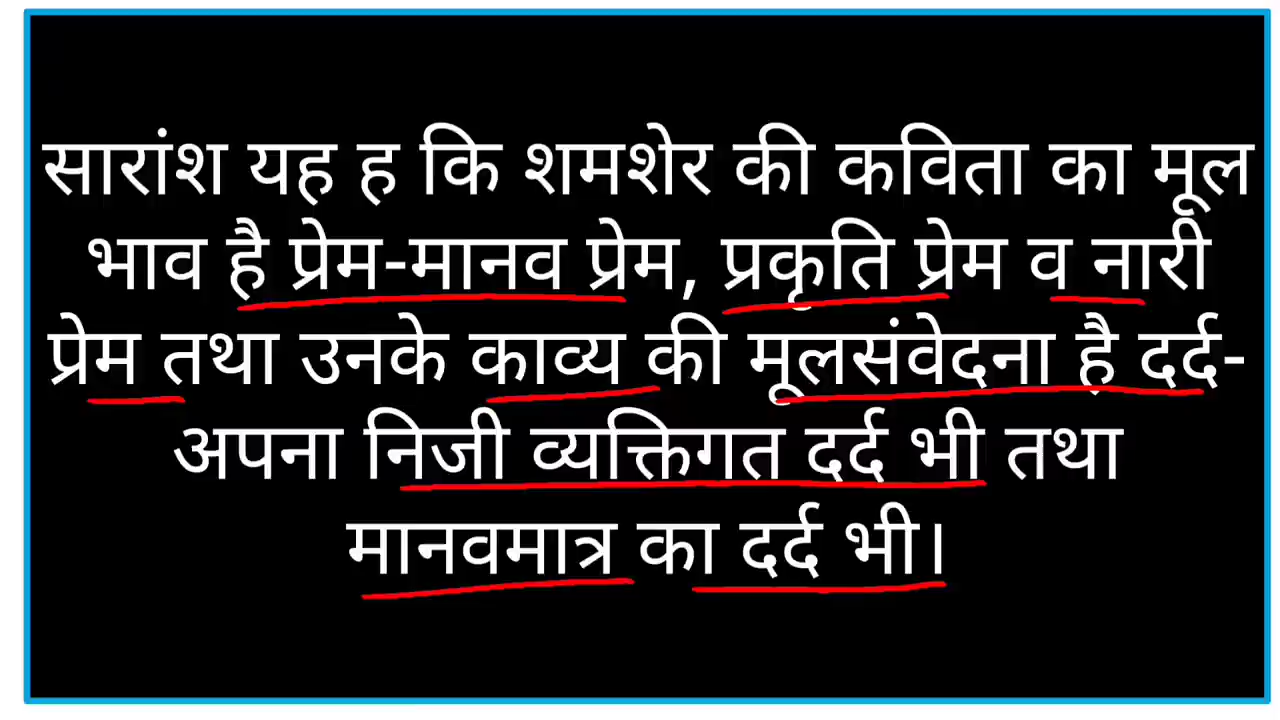 सारांश यह ह कि शमशेर की कविता का मूल
भाव है प्रेम-मानव प्रेम, प्रकृति प्रेम व नारी
प्रेम तथा उनके काव्य की मूलसंवेदना है दर्द-
अपना निजी व्यक्तिगत दर्द भी तथा
मानवमात्र का दर्द भी।